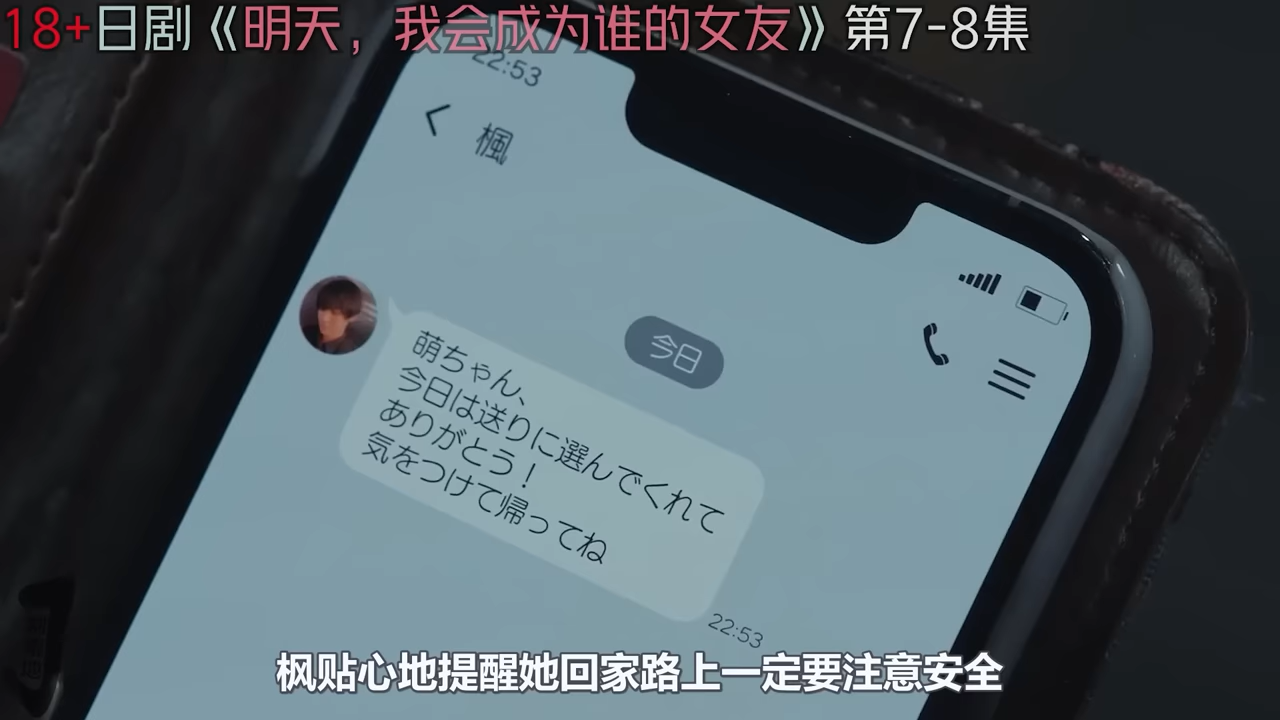 18+日剧《明天，我会成为谁的女友》第7-8集
22:53
楓
今日
萌ちゃん、
今日は送りに選んでくれて
ありがとう！
気をつけて帰ってね
22:53
枫贴心地提醒她回家路上一定要注意安全